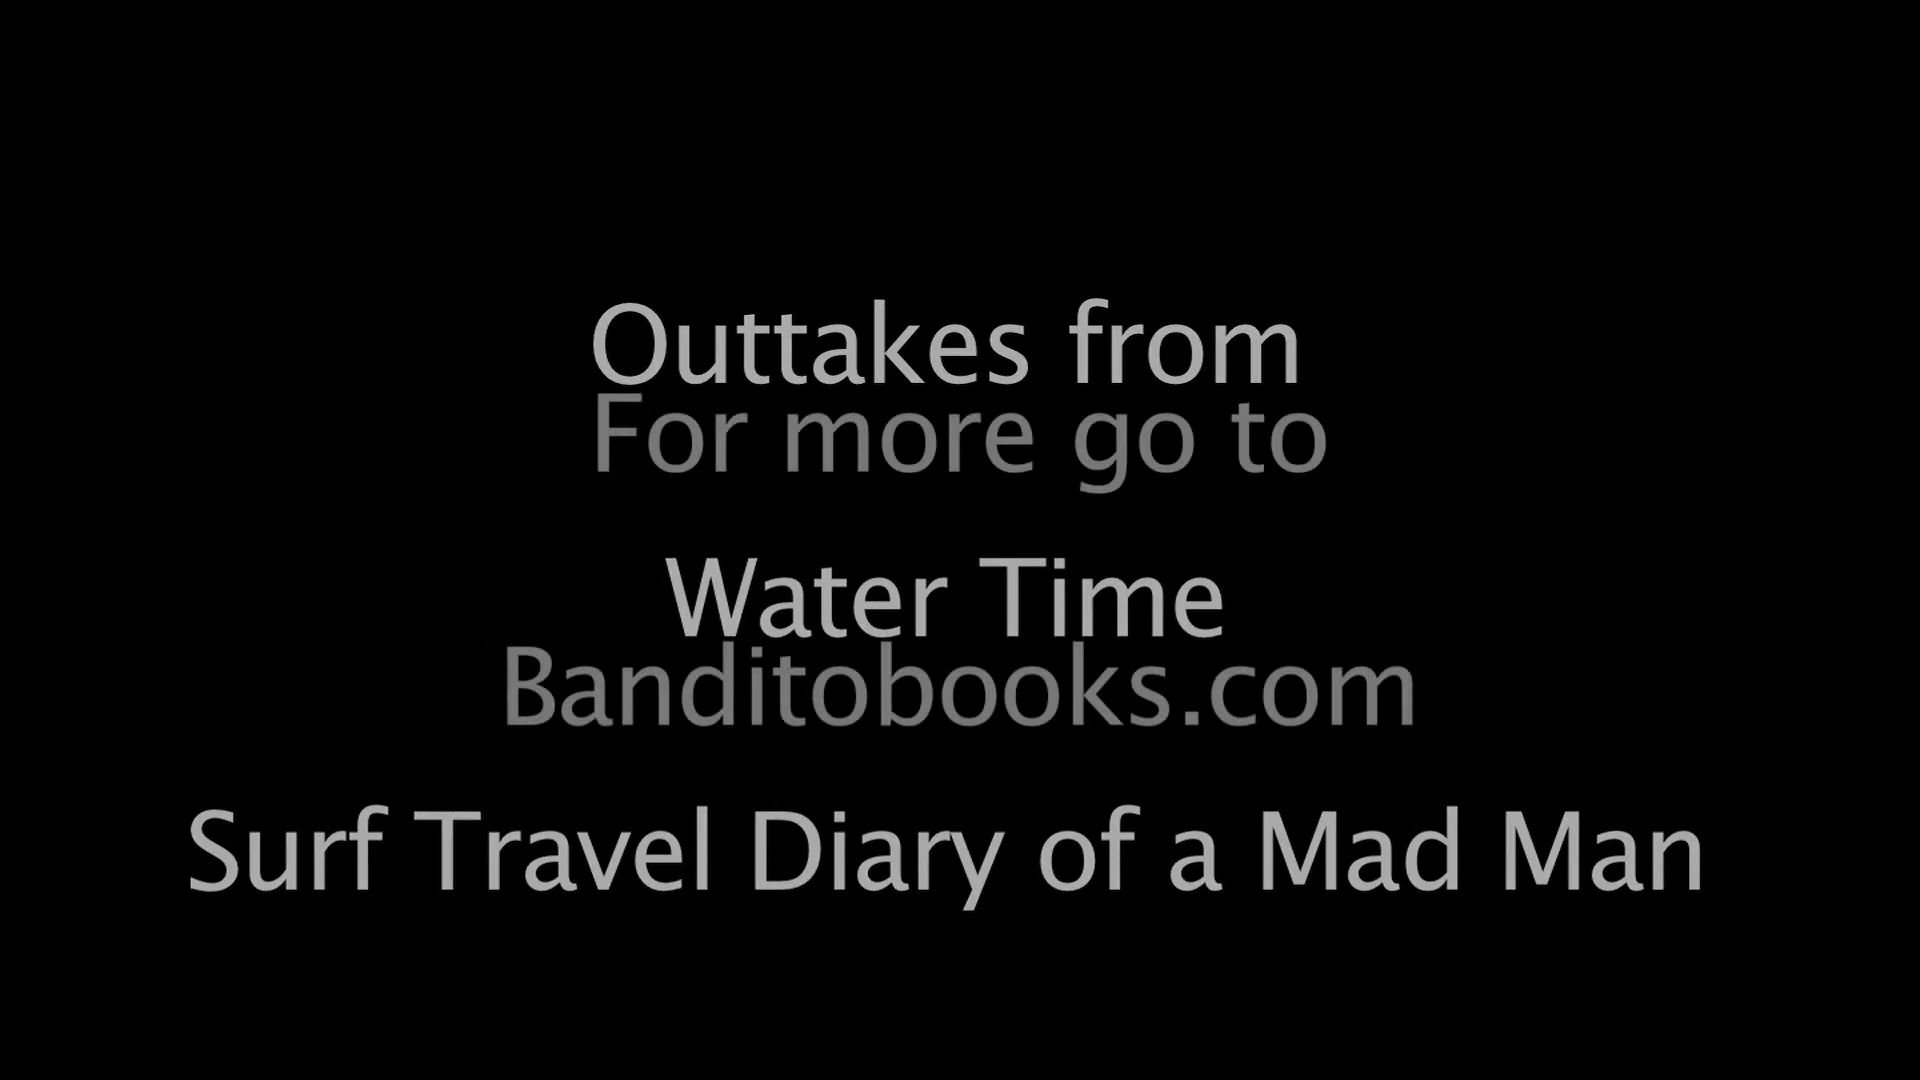 Outtakes from
For more go to
Water Time
Banditobooks.com
Surf Travel Diary of a Mad Man